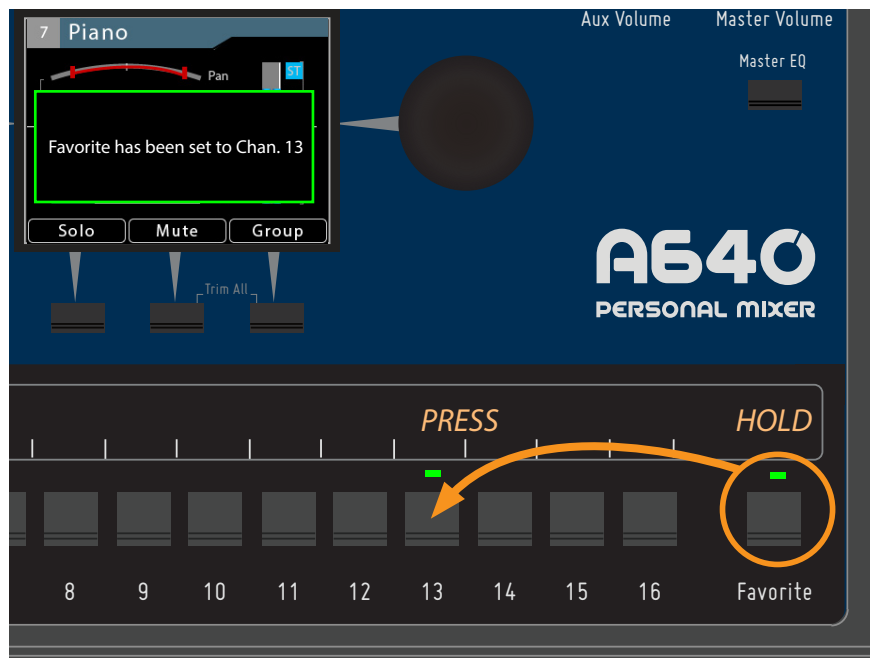 7 Piano
Aux Volume
Master Volume
Pan
ST
Master EQ
Favorite has been set to Chan. 13
Solo
Mute
Group
Trim All
A640
PERSONAL MIXER
PRESS
HOLD
8 9 10 11 12 13 14 15 16 Favorite